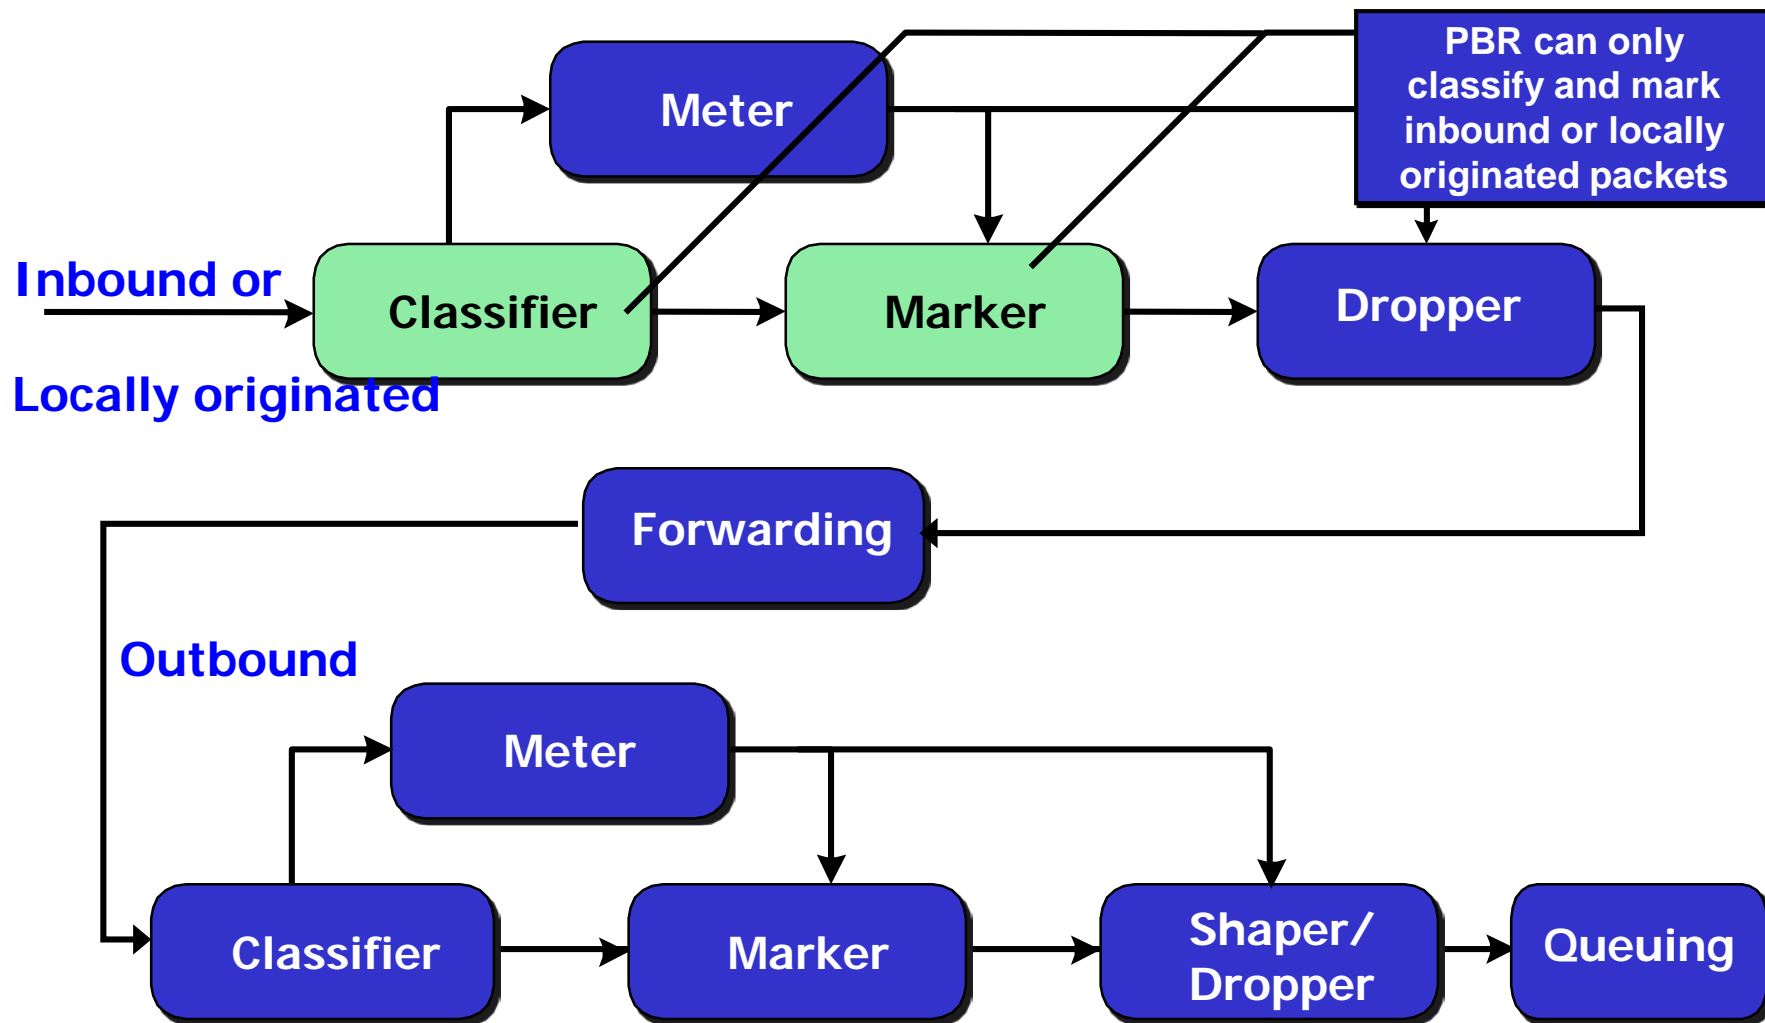 PBR can only
classify and mark
inbound or locally
originated packets
Meter
Inbound or
Locally originated
Classifier
Marker
Dropper
Forwarding
Outbound
Meter
Classifier
Marker
Shaper/
Dropper
Queuing